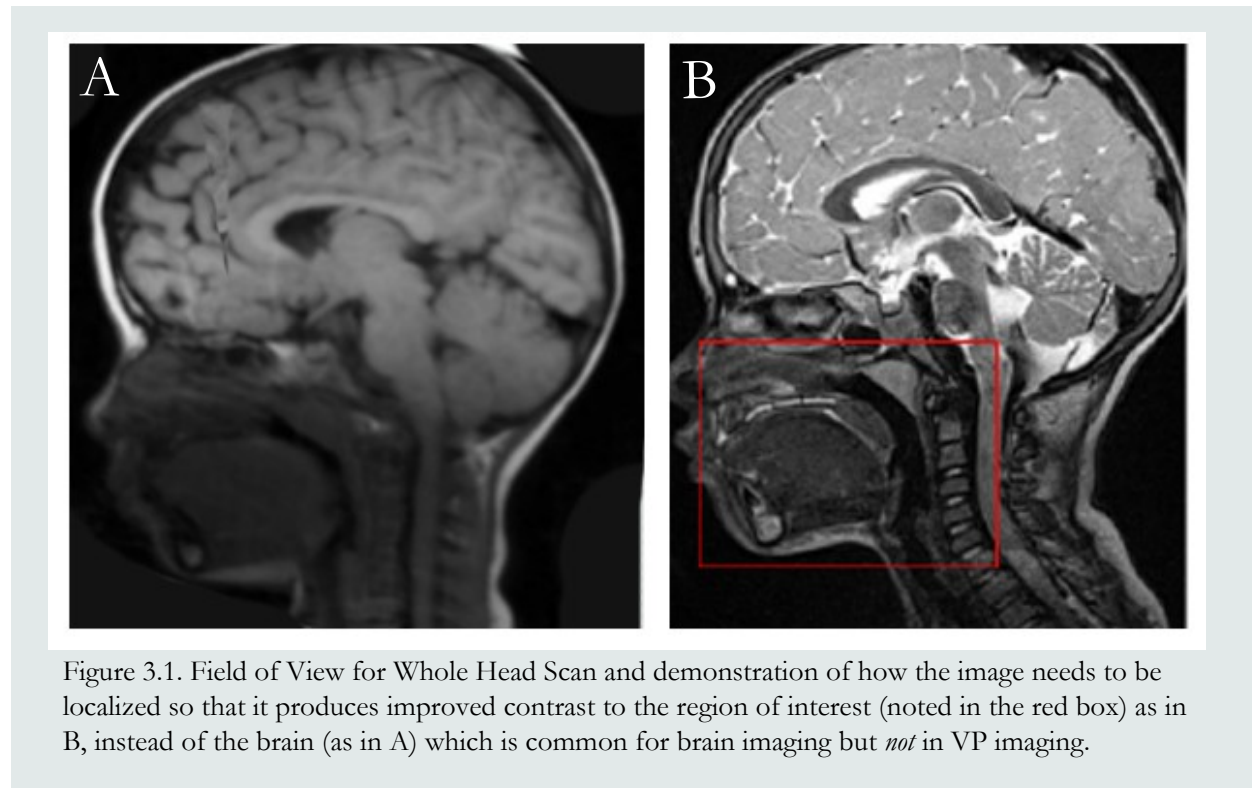 A
B
Figure 3.1. Field of View for Whole Head Scan and demonstration of how the image needs to be
localized so that it produces improved contrast to the region of interest (noted in the red box) as in
B, instead of the brain (as in A) which is common for brain imaging but not in VP imaging.